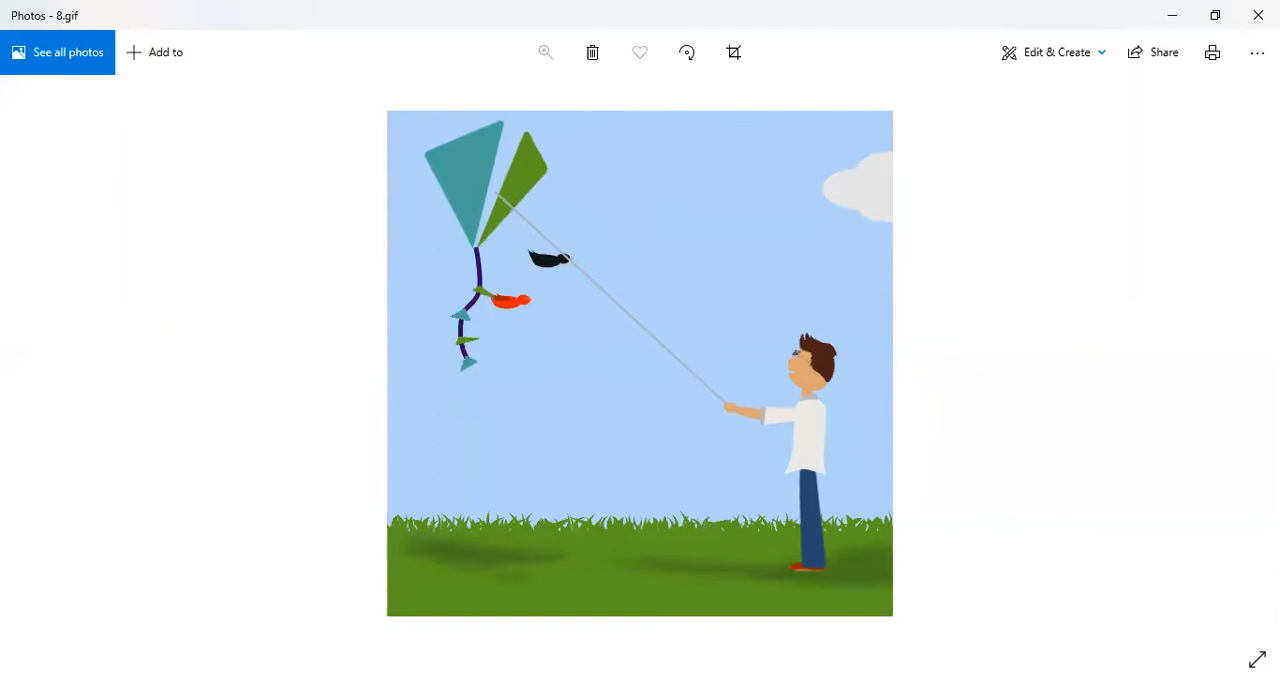 Photos - 8.gif
See all photos
Add to
Edit & Create
Share